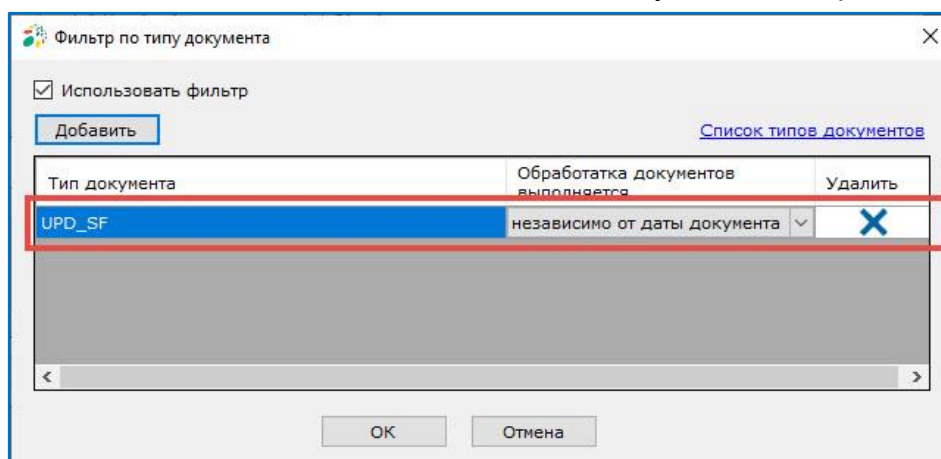 Фильтр по типу документа
Использовать фильтр
Добавить
Список типов документов
Тип документа
Обработатка документов
выполняется
Удалить
UPD_SF
независимо от даты документа
OK
Отмена